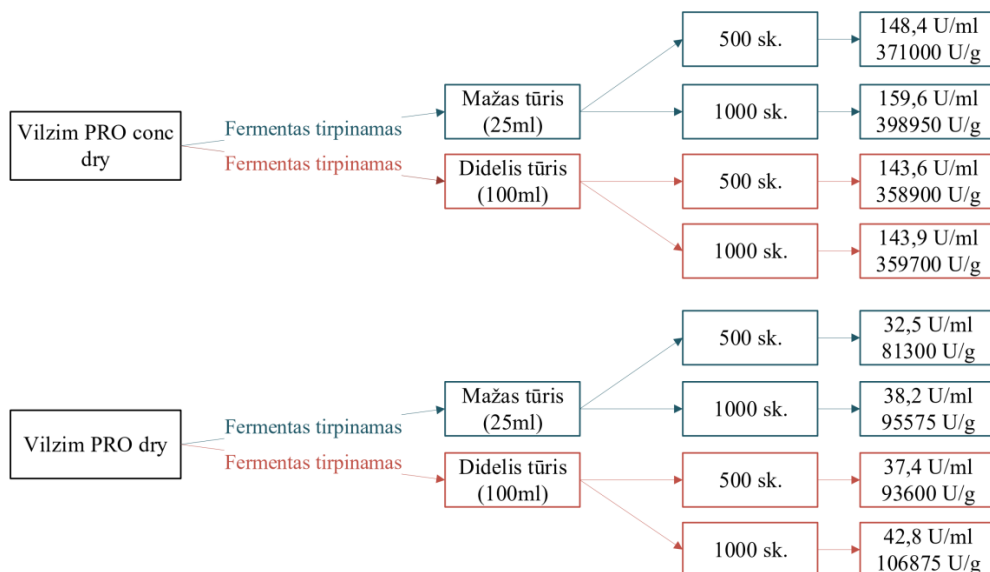 Vilzim PRO conc
dry
Fermentas tirpinamas
Fermentas tirpinamas
Mažas tūris
(25ml)
Didelis tūris
(100ml)
500 sk.
1000 sk.
500 sk.
1000 sk.
148,4 U/ml
371000 U/g
159,6 U/ml
398950 U/g
143,6 U/ml
358900 U/g
143,9 U/ml
359700 U/g
Vilzim PRO dry
Fermentas tirpinamas
Fermentas tirpinamas
Mažas tūris
(25ml)
Didelis tūris
(100ml)
500 sk.
1000 sk.
500 sk.
1000 sk.
32,5 U/ml
81300 U/g
38,2 U/ml
95575 U/g
37,4 U/ml
93600 U/g
42,8 U/ml
106875 U/g